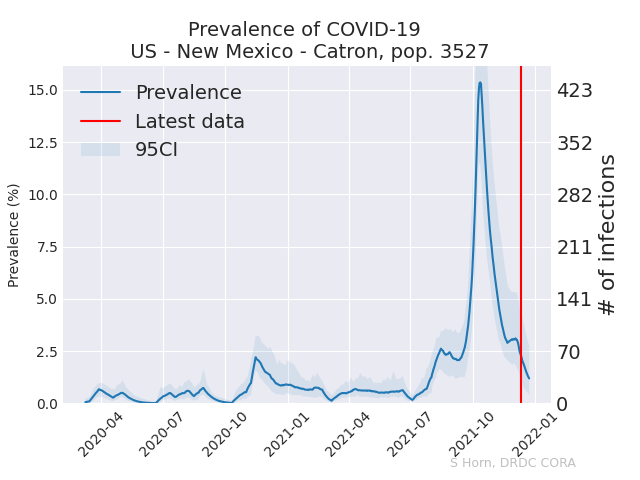 Prevalence of COVID-19
US - New Mexico - Catron, pop. 3527
Prevalence
Latest data
95CI
Prevalence (%)
15.0
12.5
10.0
7.5
5.0
2.5
0.0
423
352
282
211
141
70
0
# of infections
2020-04
2020-07
2020-10
2021-01
2021-04
2021-07
2021-10
2022-01
S Horn, DRDC CORA